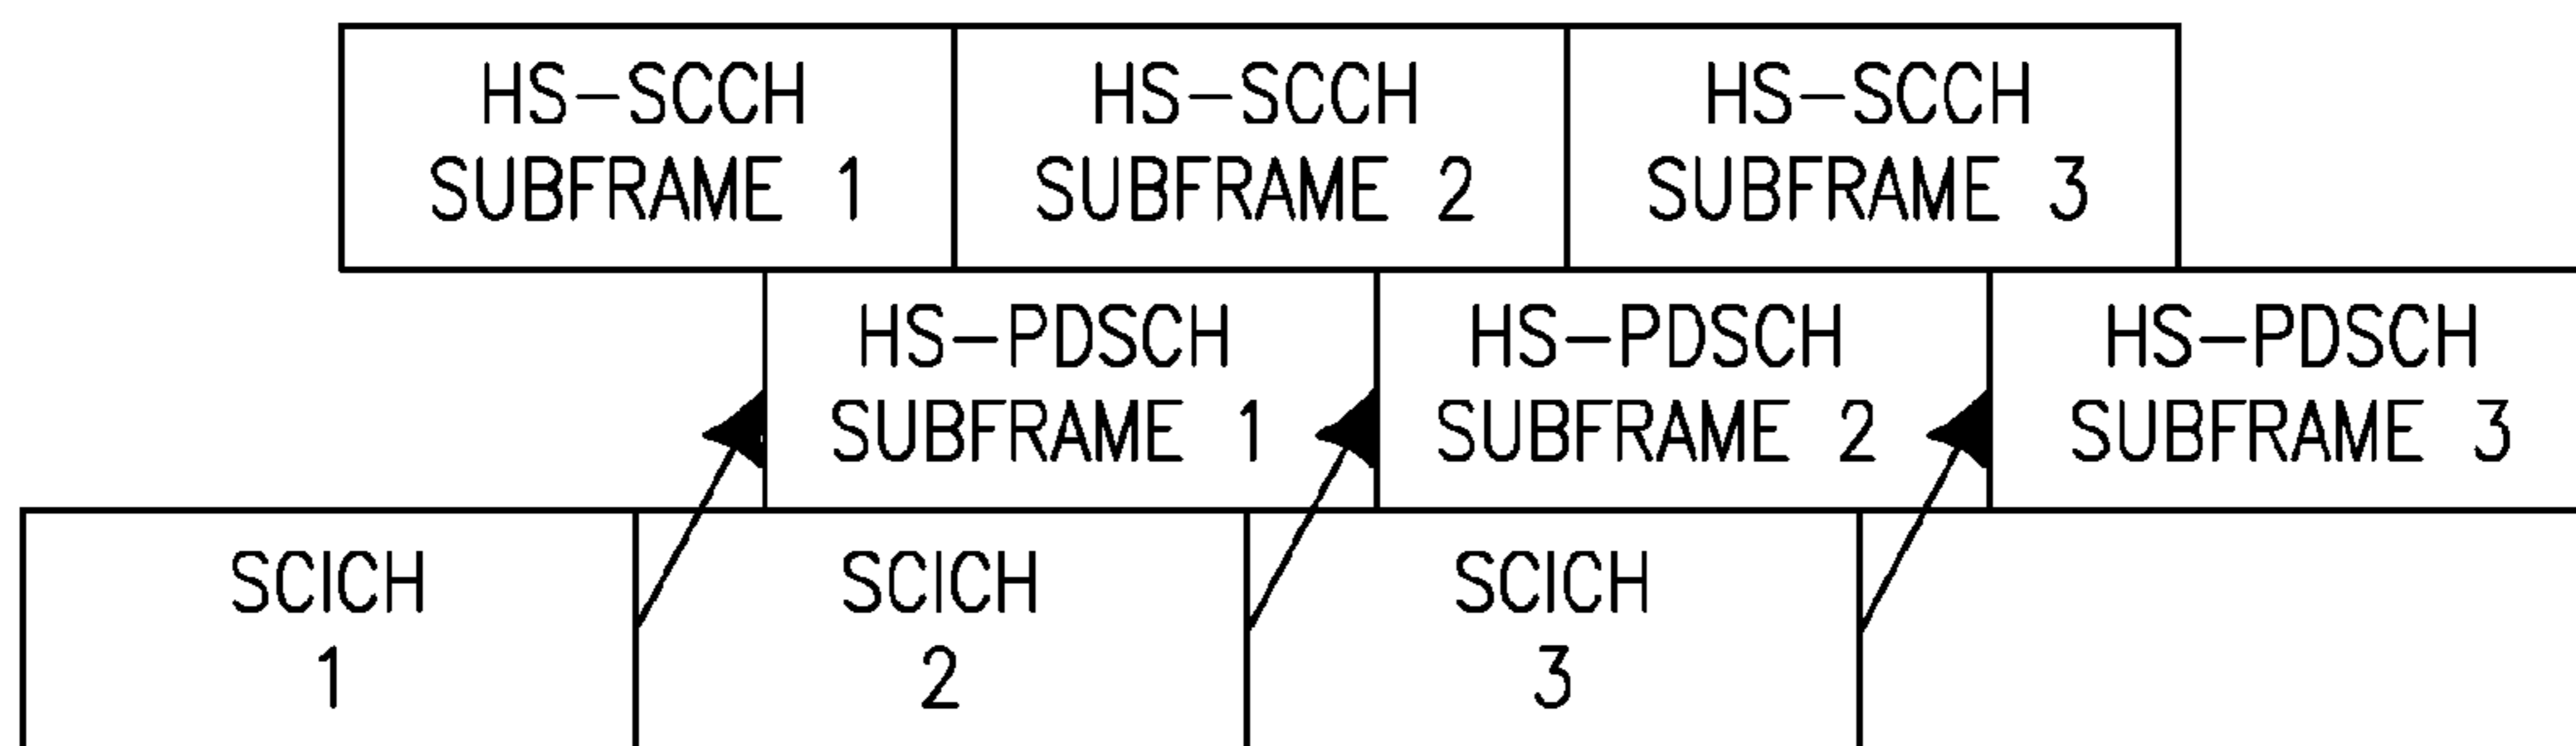 HS-SCCH
SUBFRAME 1
HS-SCCH
SUBFRAME 2
HS-SCCH
SUBFRAME 3
HS-PDSCH
SUBFRAME 1
HS-PDSCH
SUBFRAME 2
HS-PDSCH
SUBFRAME 3
SCICH
1
SCICH
2
SCICH
3